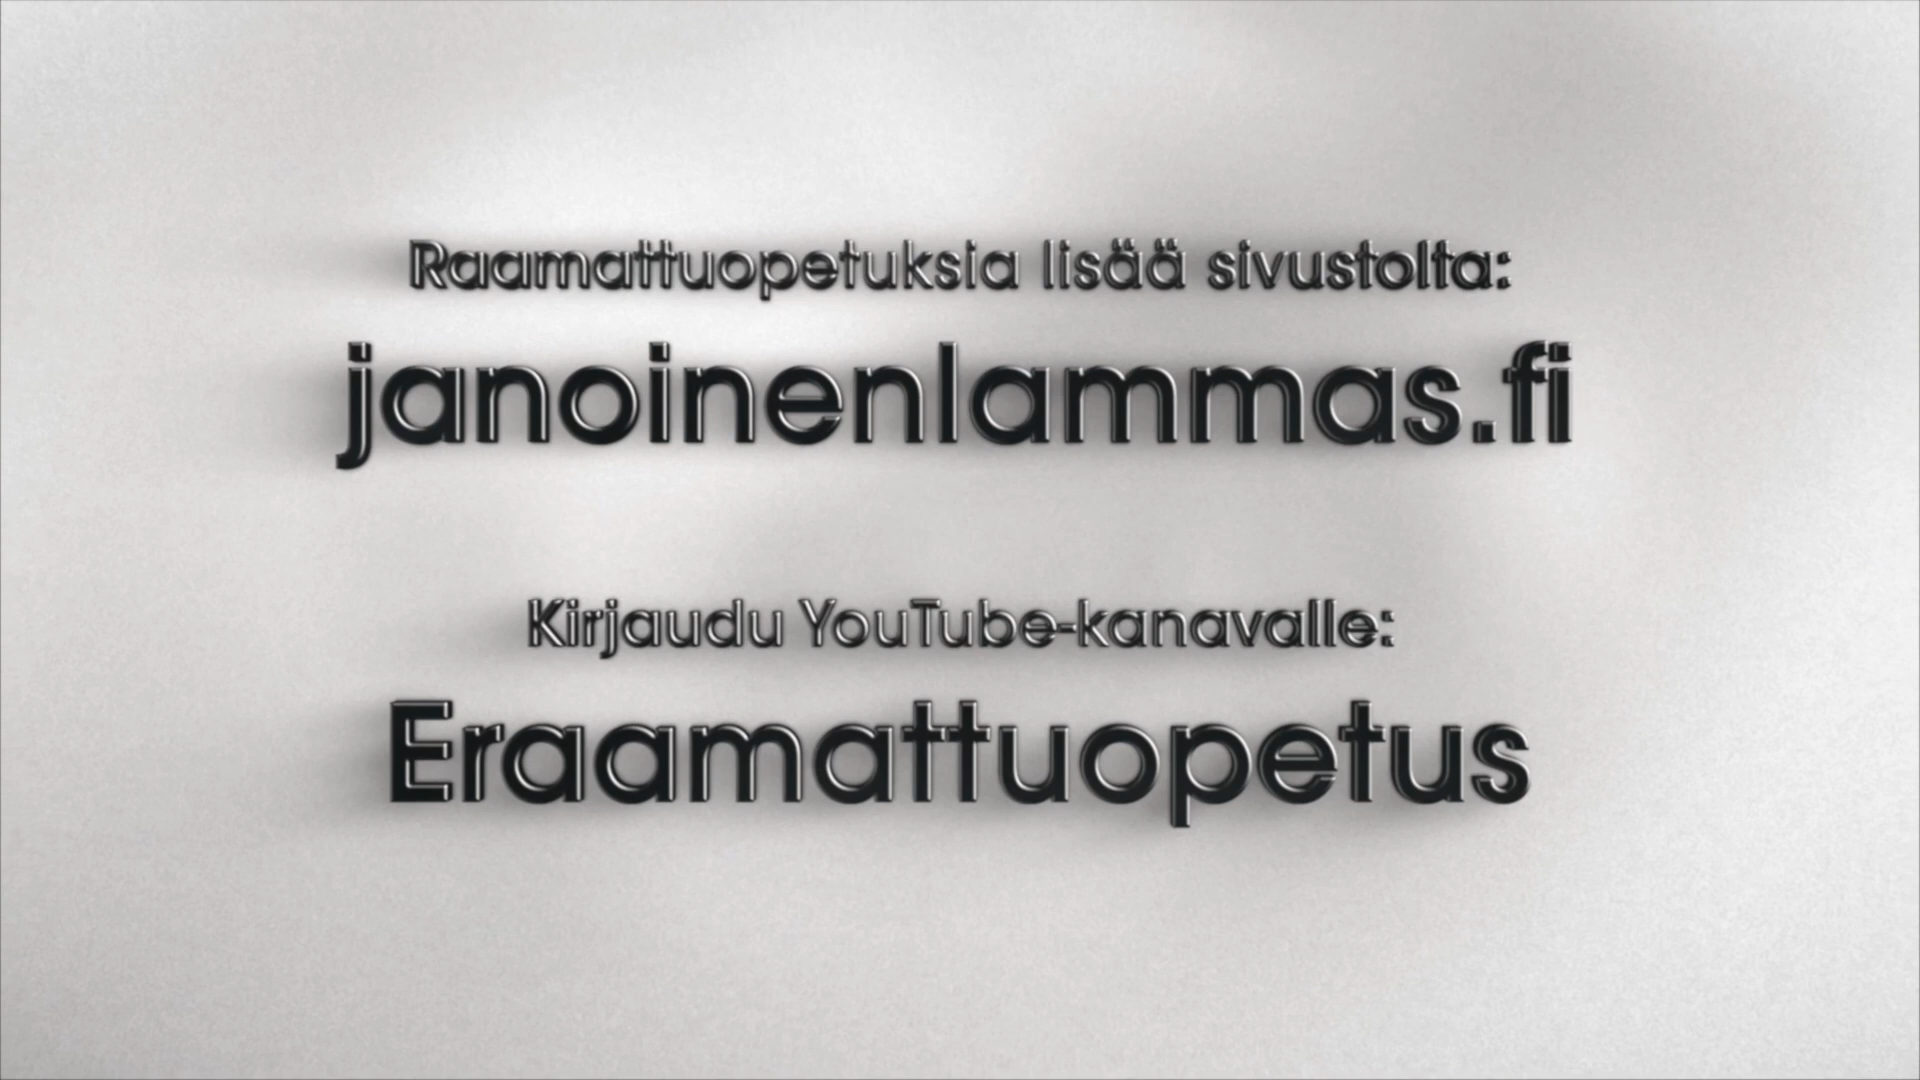 Raamattuopetuksia lisää sivustolta:
janoinenlammas.fi
Kirjaudu YouTube-kanavalle:
Eraamattuopetus